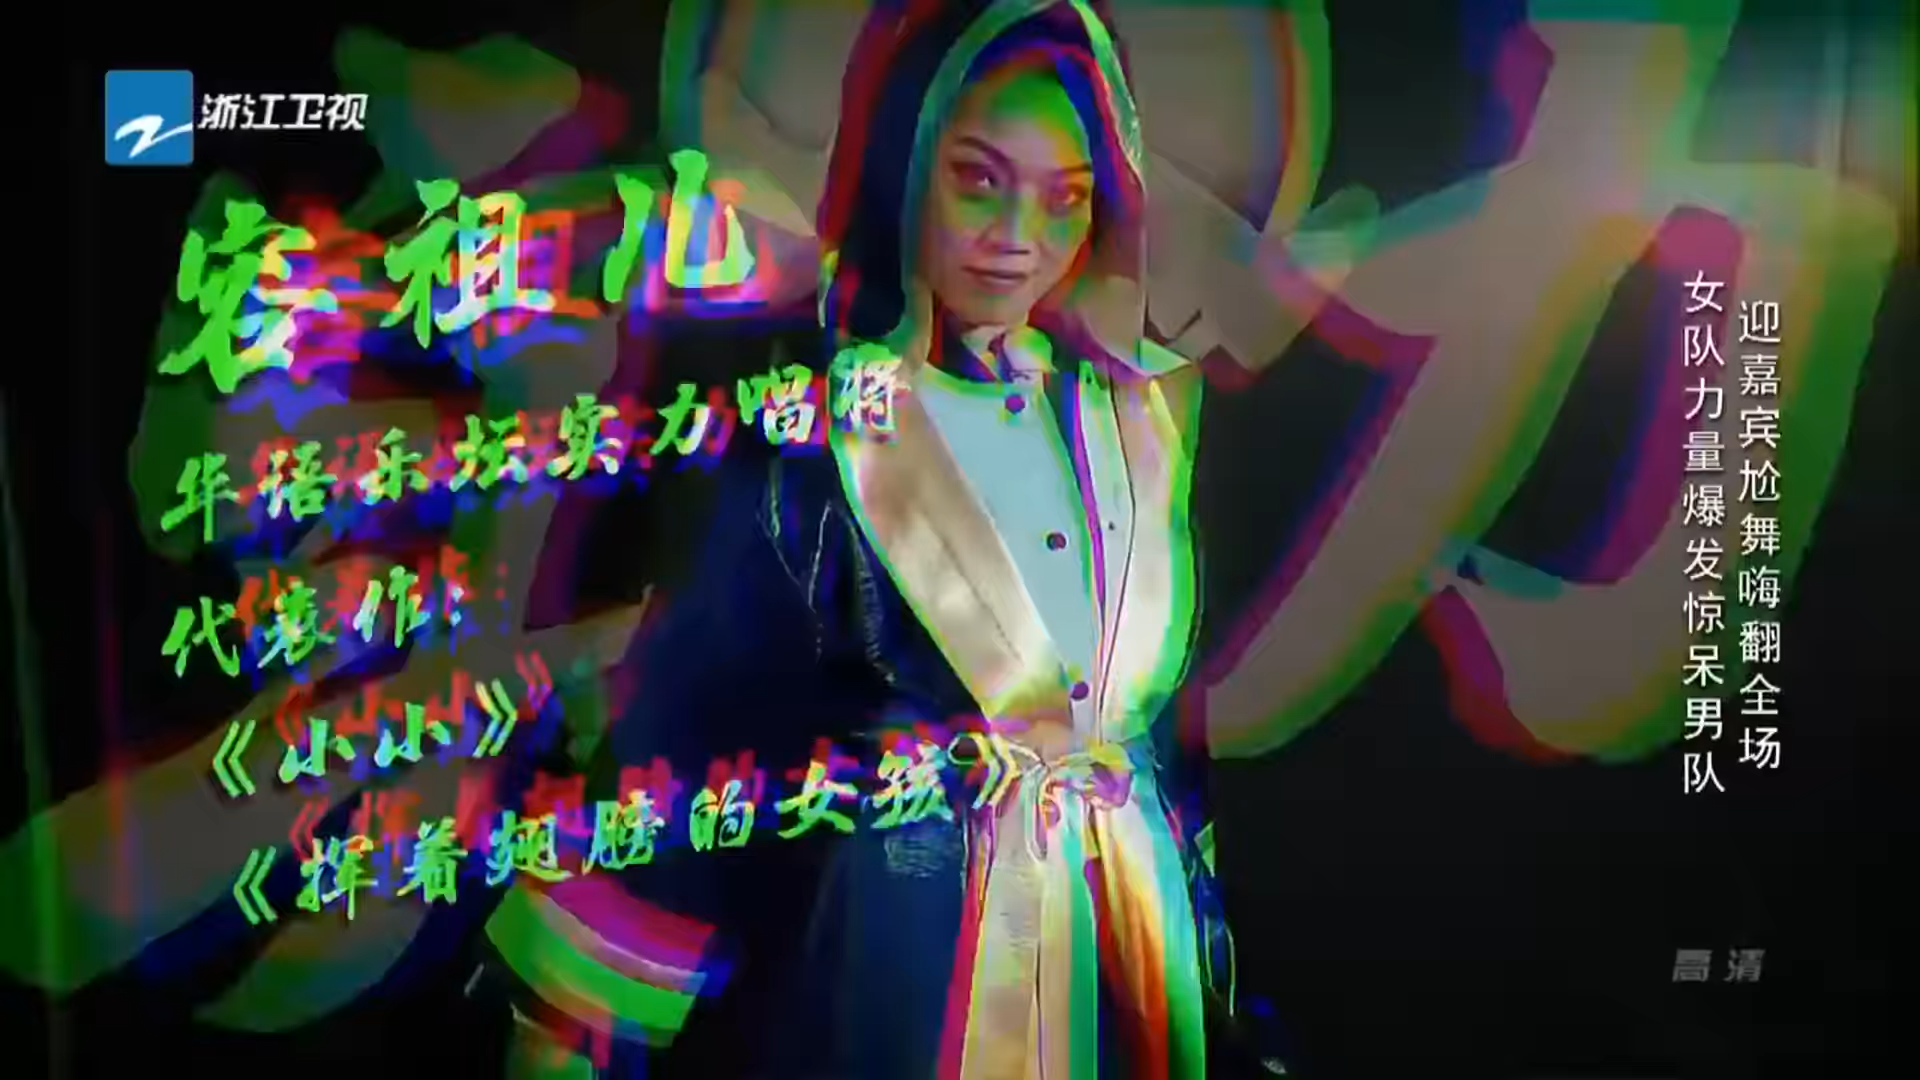 浙江卫视
容祖儿
华语乐坛实力唱将
代表作:
《小小》
《挥着翅膀的女孩》
迎嘉宾尬舞嗨翻全场
女队力量爆发惊呆男队
高清